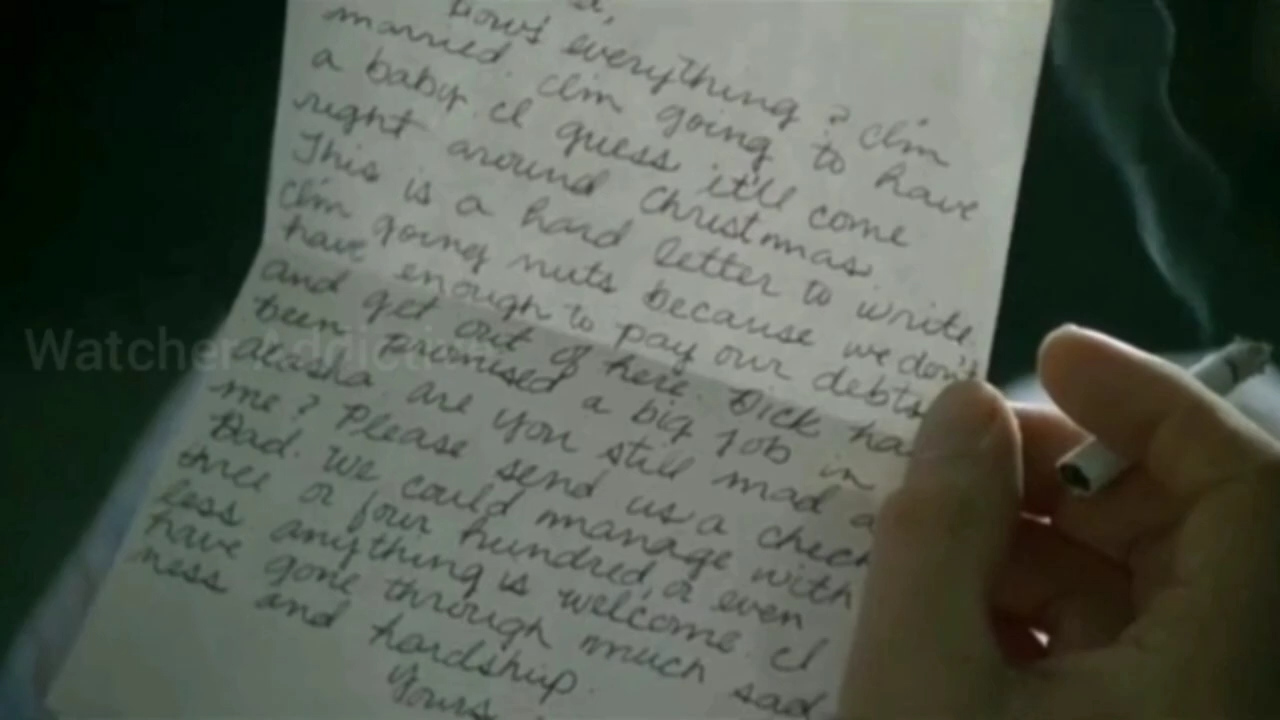 How's everything? I'm
married. I'm going to have
a baby. I guess it'll come
right around Christmas.
This is a hard letter to write.
I'm going nuts because we don't
have enough to pay our debts
and get out of here. Dick ha
been promised a big job in
alaska are you still mad a
me? Please send us a check
Dad. We could manage with
three or four hundred, or even
less anything is welcome. I
have gone through much sad
ness and hardship.
Yours
Watcher Addiction